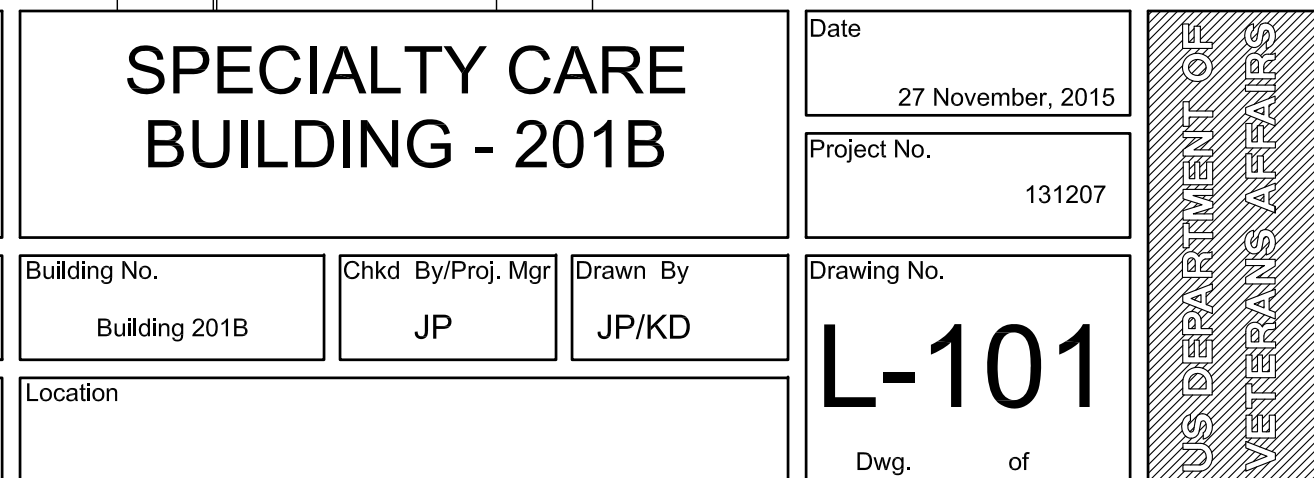 SPECIALTY CARE
BUILDING - 201B
Date
27 November, 2015
Project No.
131207
Building No.
Building 201B
Chkd By/Proj. Mgr
JP
Drawn By
JP/KD
Drawing No.
L-101
Dwg. of
Location
US DEPARTMENT OF
VETERANS AFFAIRS